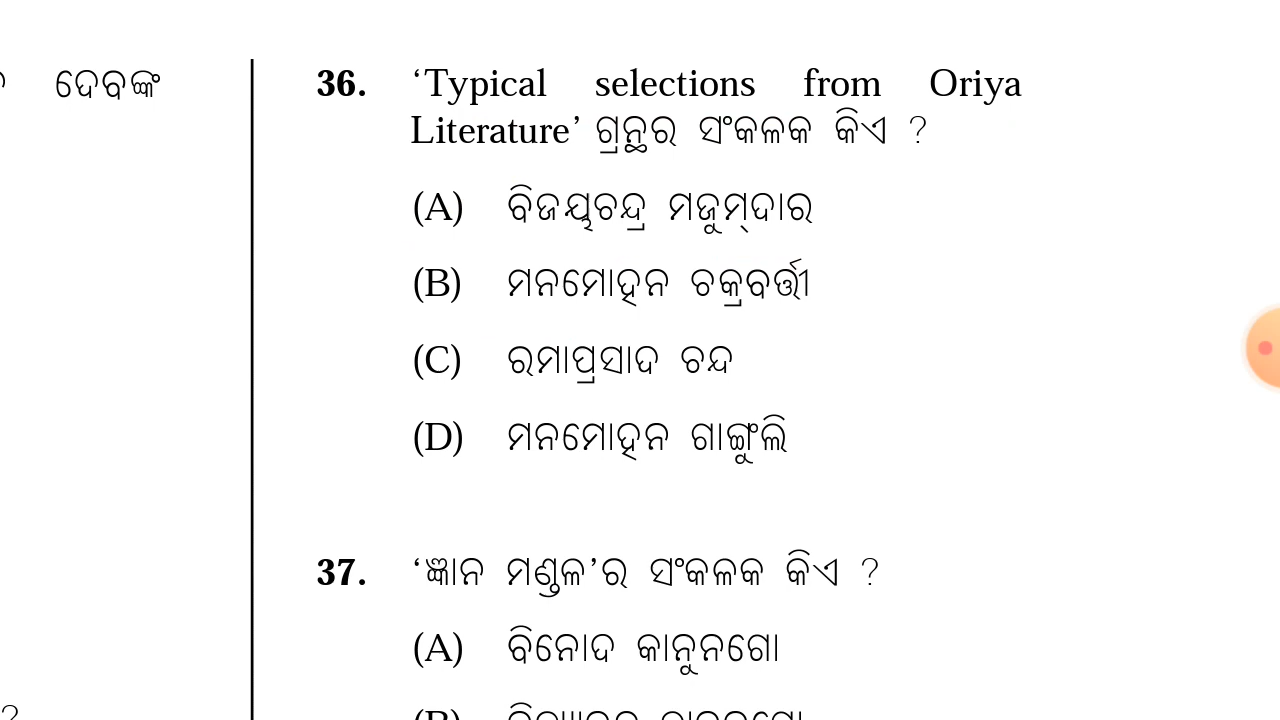 ଦେବଙ୍କ
36. ‘Typical selections from Oriya
Literature’ ଗ୍ରନ୍ଥର ସଂକଳକ କିଏ ?
(A) ବିଜୟଚନ୍ଦ୍ର ମଜୁମ୍‌ଦାର
(B) ମନମୋହନ ଚକ୍ରବର୍ତ୍ତୀ
(C) ରମାପ୍ରସାଦ ଚନ୍ଦ
(D) ମନମୋହନ ଗାଙ୍ଗୁଲି
37. ‘ଜ୍ଞାନ ମଣ୍ଡଳ’ର ସଂକଳକ କିଏ ?
(A) ବିନୋଦ କାନୁନଗୋ
?